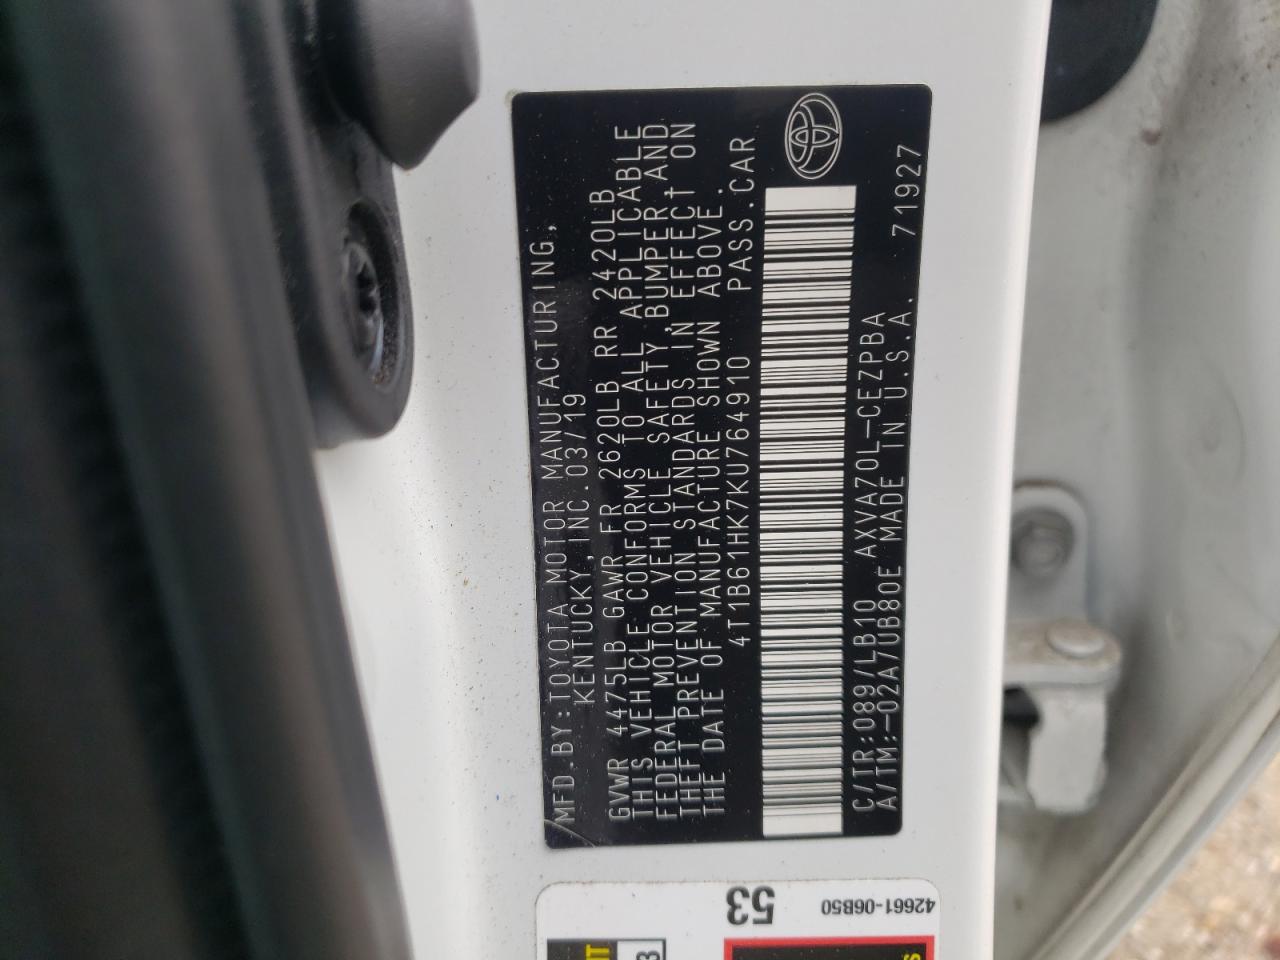 MFD.BY:TOYOTA MOTOR MANUFACTURING,
KENTUCKY, INC.03/19
GVWR 4475LB GAWR FR 2620LB RR 2420LB
THIS VEHICLE CONFORMS TO ALL APPLICABLE
FEDERAL MOTOR VEHICLE SAFETY,BUMPER,AND
THEFT PREVENTION STANDARDS IN EFFECT ON
THE DATE OF MANUFACTURE SHOWN ABOVE.
4T1B61HK7KU764910 PASS.CAR
C/TR:089/LB10 AXVA70L-CEZPBA
A/TM:-02A/UB80E MADE IN U.S.A. 71927
53
42661-06B50